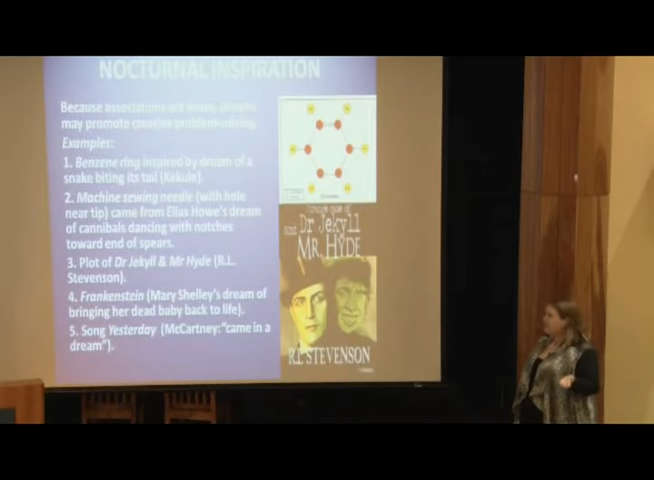 NOCTURNAL INSPIRATION
Because associations are loose, dreams
may promote creative problem-solving.
Examples:
1. Benzene ring inspired by dream of a
snake biting its tail (Kekule).
2. Machine sewing needle (with hole
near tip) came from Elias Howe's dream
of cannibals dancing with notches
toward end of spears.
3. Plot of Dr Jekyll & Mr Hyde (R.L.
Stevenson).
4. Frankenstein (Mary Shelley's dream of
bringing her dead baby back to life).
5. Song Yesterday (McCartney: "came in a
dream").
Strange case of
Dr Jekyll
MR. HYDE
R.L STEVENSON